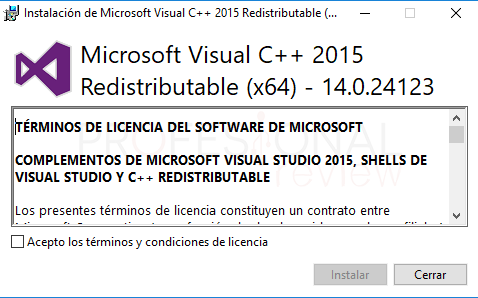 Instalación de Microsoft Visual C++ 2015 Redistributable (...
Microsoft Visual C++ 2015
Redistributable (x64) - 14.0.24123
TÉRMINOS DE LICENCIA DEL SOFTWARE DE MICROSOFT
PROFESIONAL
review
COMPLEMENTOS DE MICROSOFT VISUAL STUDIO 2015, SHELLS DE
VISUAL STUDIO Y C++ REDISTRIBUTABLE
Los presentes términos de licencia constituyen un contrato entre
Acepto los términos y condiciones de licencia
Instalar
Cerrar